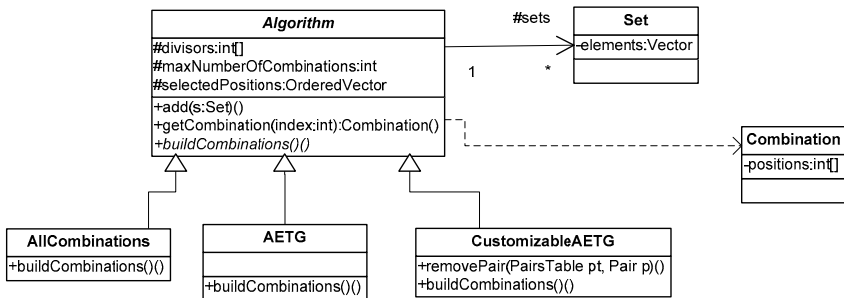 Algorithm
#divisors:int[]
#maxNumberOfCombinations:int
#selectedPositions:OrderedVector
+add(s:Set)()
+getCombination(index:int):Combination()
+buildCombinations()()
#sets
1
*
Set
-elements:Vector
Combination
-positions:int[]
AllCombinations
+buildCombinations()()
AETG
+buildCombinations()()
CustomizableAETG
+removePair(PairsTable pt, Pair p)()
+buildCombinations()()